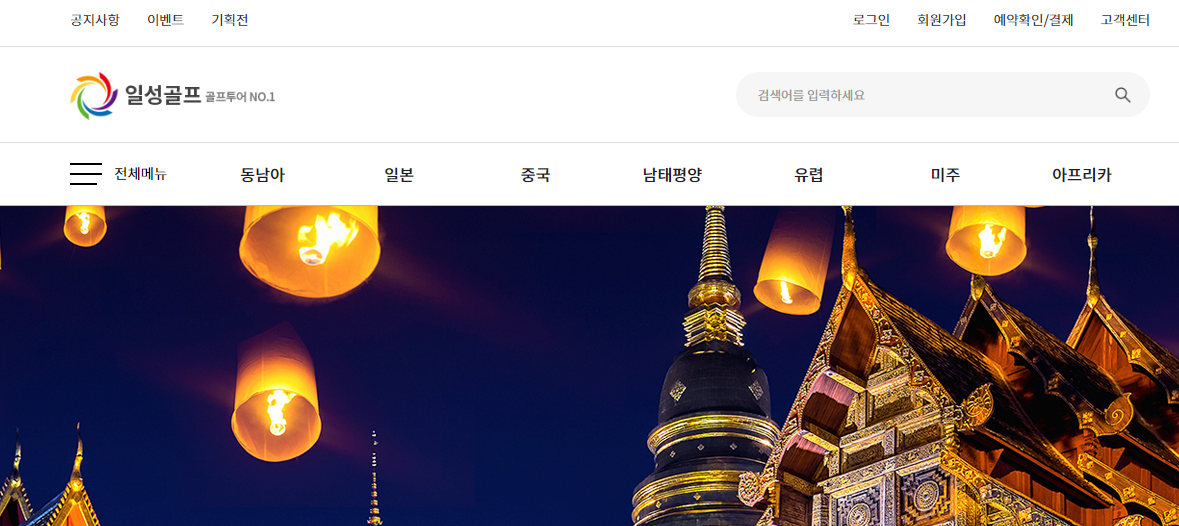 공지사항 이벤트 기획전 로그인 회원가입 예약확인/결제 고객센터
일성골프 골프투어 NO.1 검색어를 입력하세요
전체메뉴 동남아 일본 중국 남태평양 유럽 미주 아프리카